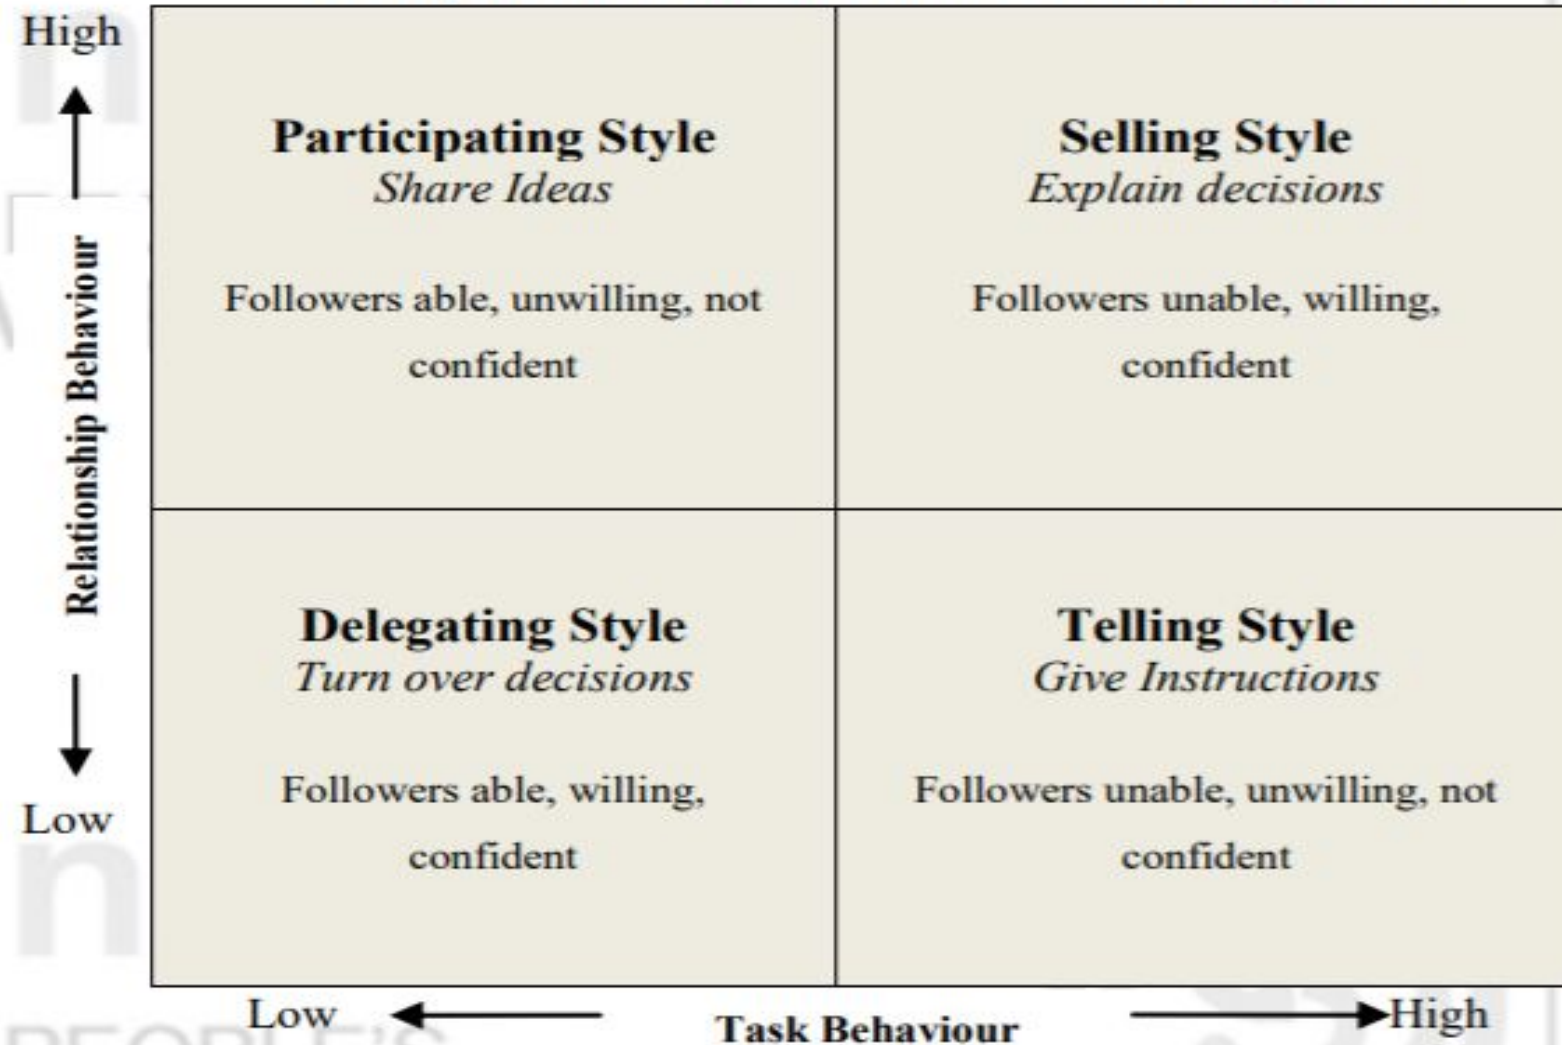 High
Participating Style
Share Ideas
Followers able, unwilling, not
confident
Selling Style
Explain decisions
Followers unable, willing,
confident
Relationship Behaviour
Delegating Style
Turn over decisions
Followers able, willing,
confident
Telling Style
Give Instructions
Followers unable, unwilling, not
confident
Low
Low
Task Behaviour
High
PEOPLE'S